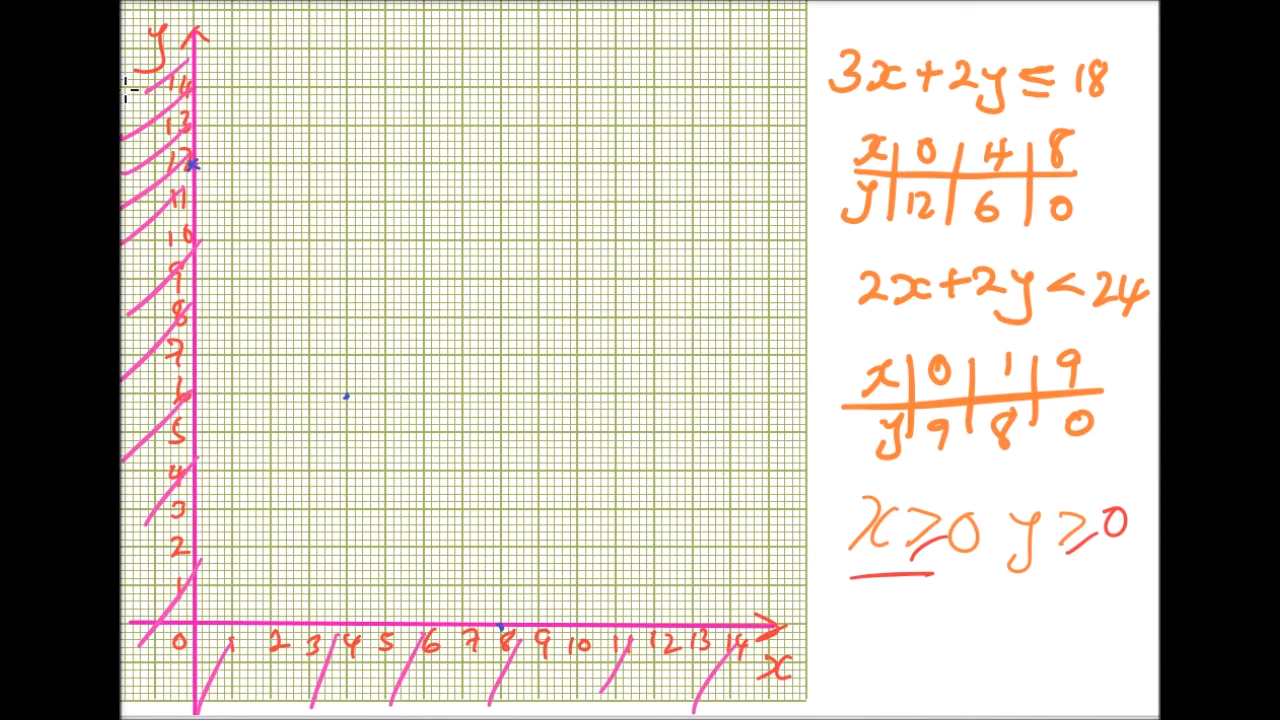 y
14
13
12
11
10
9
8
7
6
5
4
3
2
1
0 1 2 3 4 5 6 7 8 9 10 11 12 13 14
x
3x+2y≤18
x | 0 | 4 | 8
y | 12 | 6 | 0
2x+2y<24
x | 0 | 1 | 9
y | 9 | 8 | 0
x≥0 y≥0